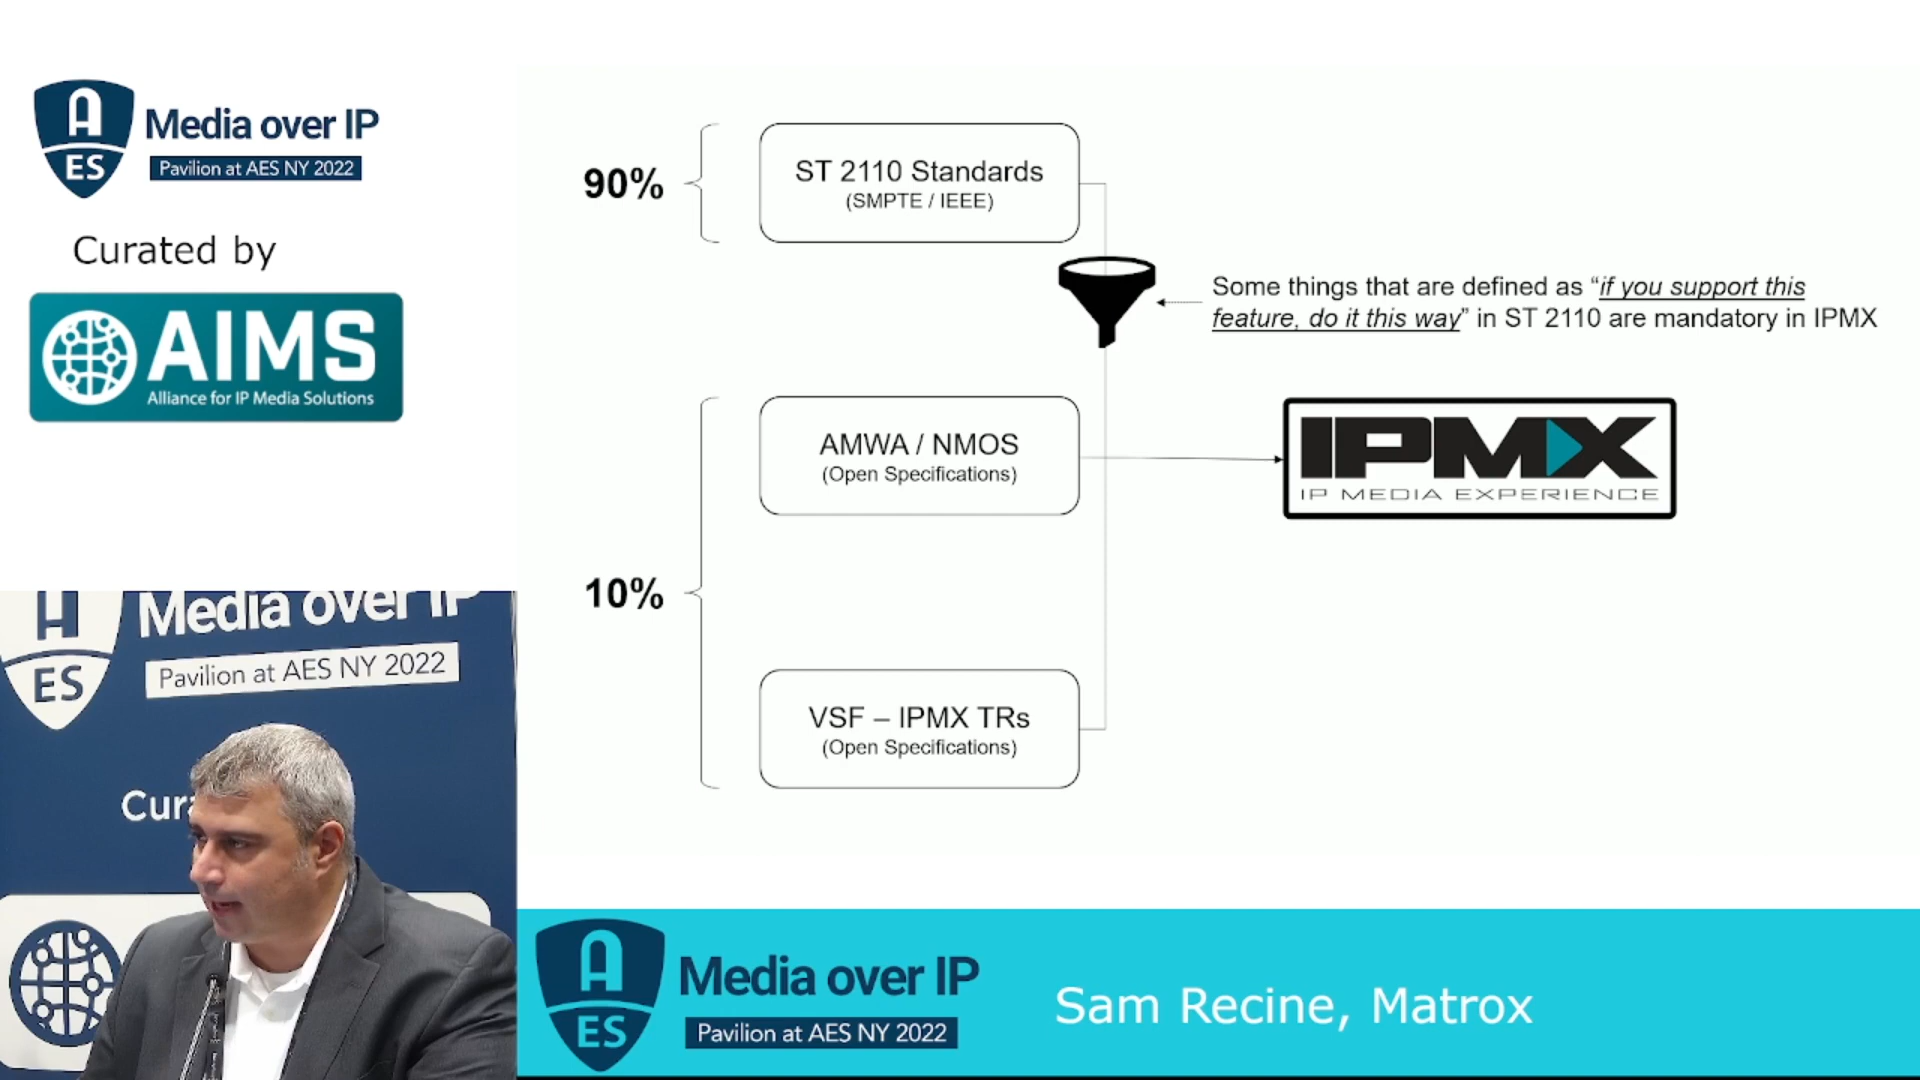 A
ES
Media over IP
Pavilion at AES NY 2022
Curated by
AIMS
Alliance for IP Media Solutions
90%
ST 2110 Standards
(SMPTE / IEEE)
Some things that are defined as “if you support this
feature, do it this way” in ST 2110 are mandatory in IPMX
AMWA / NMOS
(Open Specifications)
IPMX
IP MEDIA EXPERIENCE
10%
VSF – IPMX TRs
(Open Specifications)
A
ES
Media over IP
Pavilion at AES NY 2022
Cura
A
ES
Media over IP
Pavilion at AES NY 2022
Sam Recine, Matrox